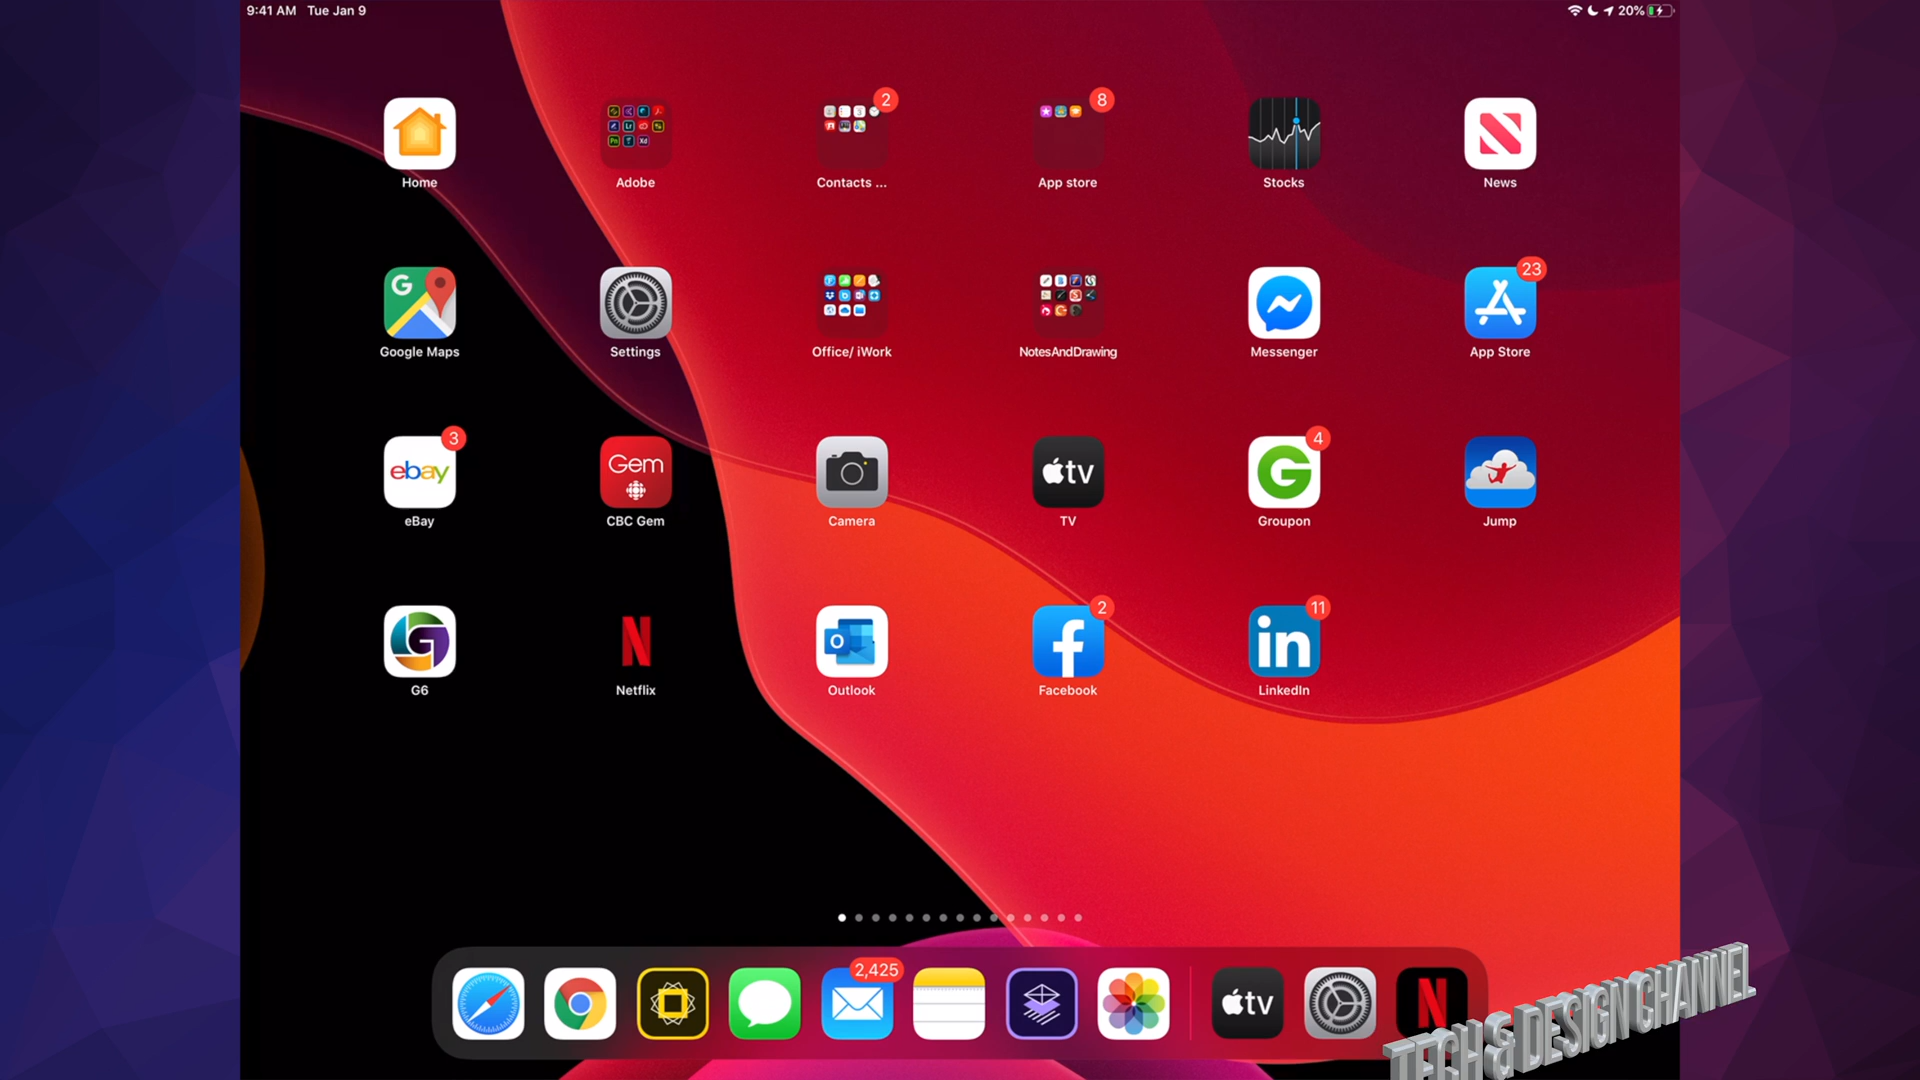 9:41 AM Tue Jan 9
20%
2
8
Home
Adobe
Contacts ...
App store
Stocks
News
G
23
Google Maps
Settings
Office/ iWork
NotesAndDrawing
Messenger
App Store
3
4
ebay
Gem
tv
G
eBay
CBC Gem
Camera
TV
Groupon
Jump
2
11
G
N
O
f
in
G6
Netflix
Outlook
Facebook
LinkedIn
2,425
tv
N
TECH & DESIGN CHANNEL